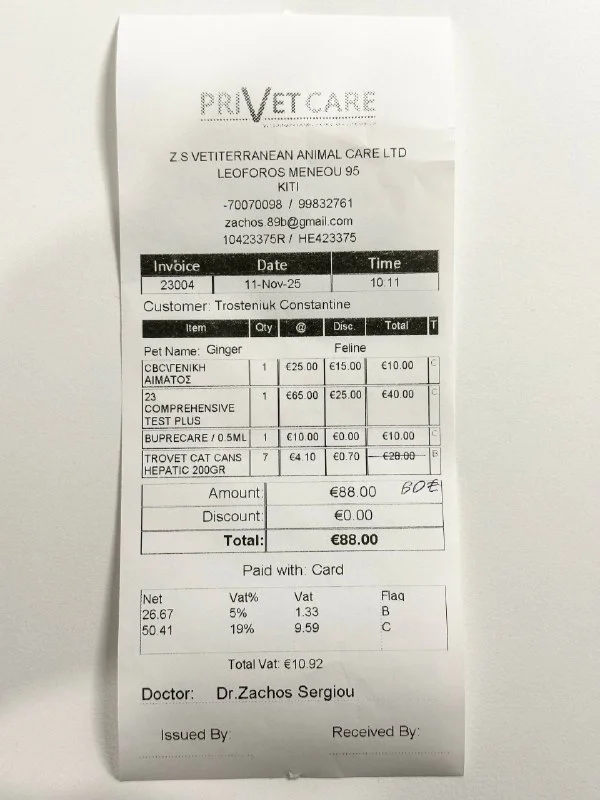 PRIVET CARE
Z.S VETITERRANEAN ANIMAL CARE LTD
LEOFOROS MENEOU 95
KITI
-70070098 / 99832761
zachos.89b@gmail.com
10423375R / HE423375
Invoice Date Time
23004 11-Nov-25 10:11
Customer: Trosteniuk Constantine
Item Qty @ Disc. Total T
Pet Name: Ginger Feline
CBC\ΓΕΝΙΚΗ 1 €25.00 €15.00 €10.00 C
ΑΙΜΑΤΟΣ
23 1 €65.00 €25.00 €40.00 C
COMPREHENSIVE
TEST PLUS
BUPRECARE / 0.5ML 1 €10.00 €0.00 €10.00 C
TROVET CAT CANS 7 €4.10 €0.70 €28.00 B
HEPATIC 200GR
Amount: €88.00 60€
Discount: €0.00
Total: €88.00
Paid with: Card
Net Vat% Vat Flag
26.67 5% 1.33 B
50.41 19% 9.59 C
Total Vat: €10.92
Doctor: Dr.Zachos Sergiou
Issued By: Received By: